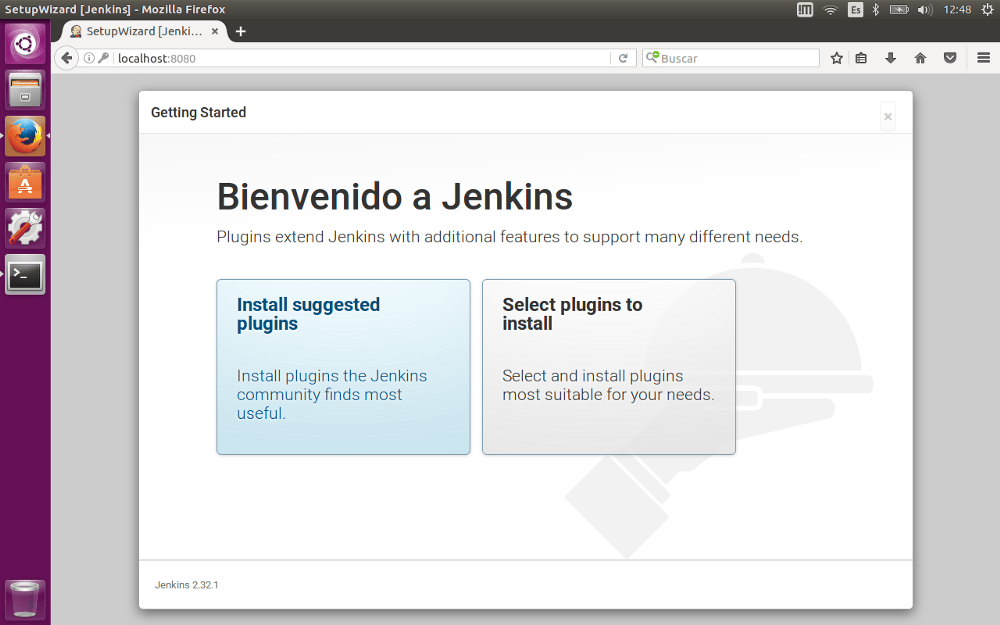 SetupWizard [Jenkins] - Mozilla Firefox
Es
12:48
SetupWizard [Jenki...
localhost:8080
Buscar
Getting Started
Bienvenido a Jenkins
Plugins extend Jenkins with additional features to support many different needs.
Install suggested
plugins
Install plugins the Jenkins
community finds most
useful.
Select plugins to
install
Select and install plugins
most suitable for your needs.
Jenkins 2.32.1